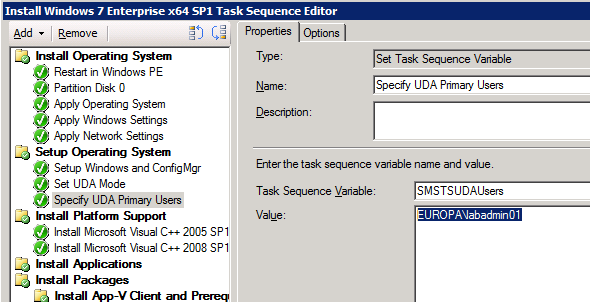 Install Windows 7 Enterprise x64 SP1 Task Sequence Editor
Add Remove
Install Operating System
Restart in Windows PE
Partition Disk 0
Apply Operating System
Apply Windows Settings
Apply Network Settings
Setup Operating System
Setup Windows and ConfigMgr
Set UDA Mode
Specify UDA Primary Users
Install Platform Support
Install Microsoft Visual C++ 2005 SP1
Install Microsoft Visual C++ 2008 SP1
Install Applications
Install Packages
Install App-V Client and Prereq
Properties Options
Type: Set Task Sequence Variable
Name: Specify UDA Primary Users
Description:
Enter the task sequence variable name and value.
Task Sequence Variable: SMSTSUDAUsers
Value: EUROPA\labadmin01